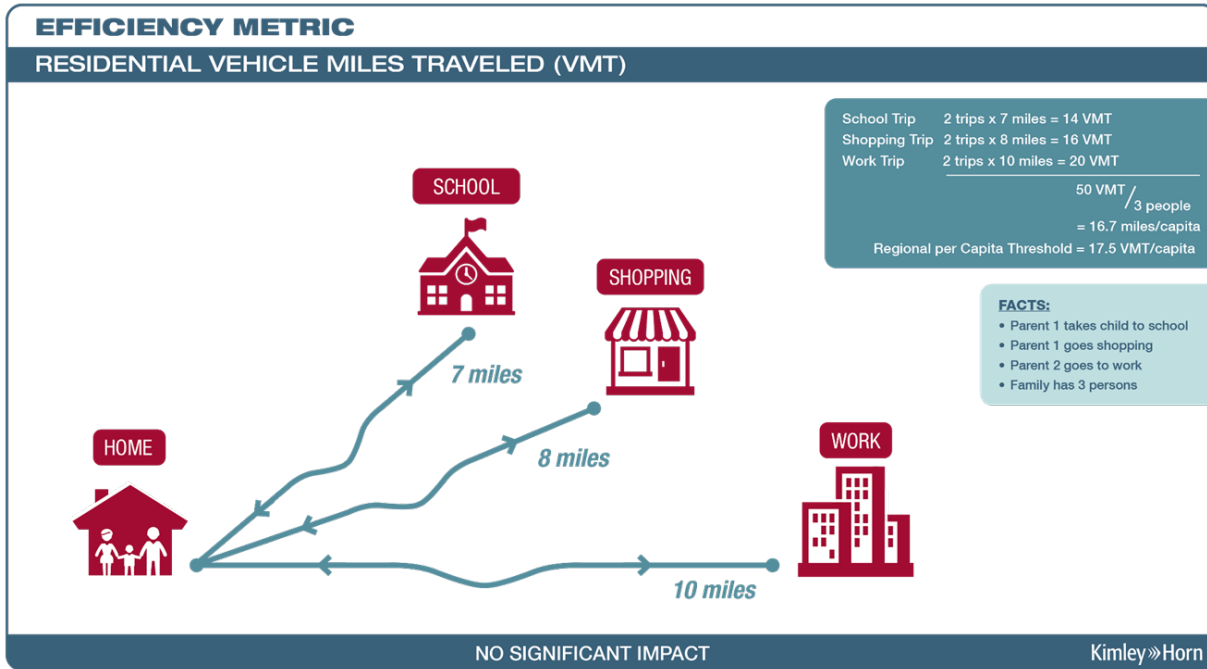 EFFICIENCY METRIC
RESIDENTIAL VEHICLE MILES TRAVELED (VMT)
School Trip 2 trips x 7 miles = 14 VMT
Shopping Trip 2 trips x 8 miles = 16 VMT
Work Trip 2 trips x 10 miles = 20 VMT
50 VMT / 3 people
= 16.7 miles/capita
Regional per Capita Threshold = 17.5 VMT/capita
FACTS:
• Parent 1 takes child to school
• Parent 1 goes shopping
• Parent 2 goes to work
• Family has 3 persons
SCHOOL
SHOPPING
7 miles
HOME
WORK
8 miles
10 miles
NO SIGNIFICANT IMPACT
Kimley»Horn